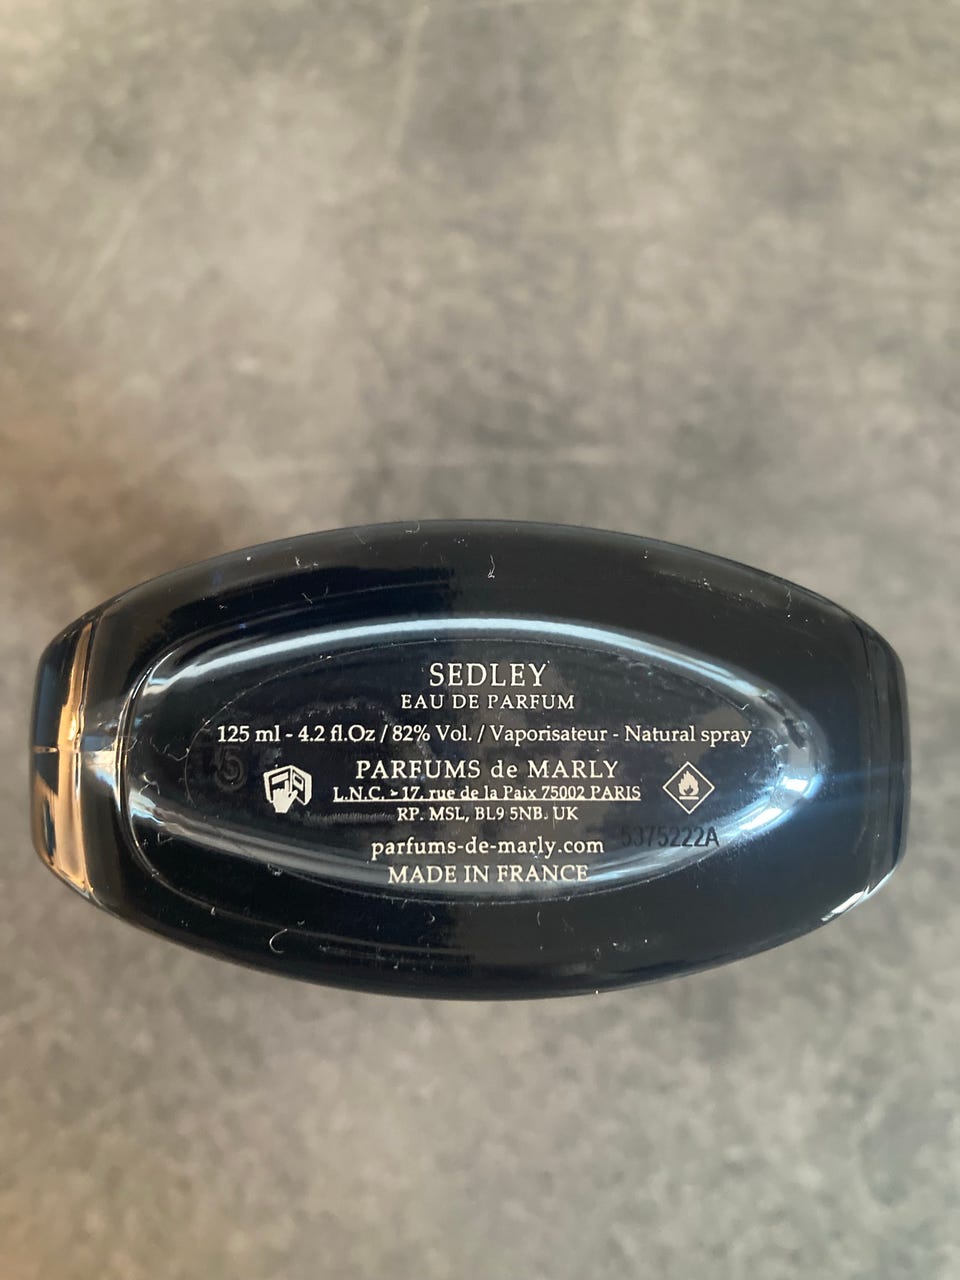 SEDLEY
EAU DE PARFUM
125 ml - 4.2 fl.Oz / 82% Vol. / Vaporisateur - Natural spray
PARFUMS de MARLY
L.N.C. - 17, rue de la Paix 75002 PARIS
RP. MSL, BL9 5NB. UK
5375222A
parfums-de-marly.com
MADE IN FRANCE